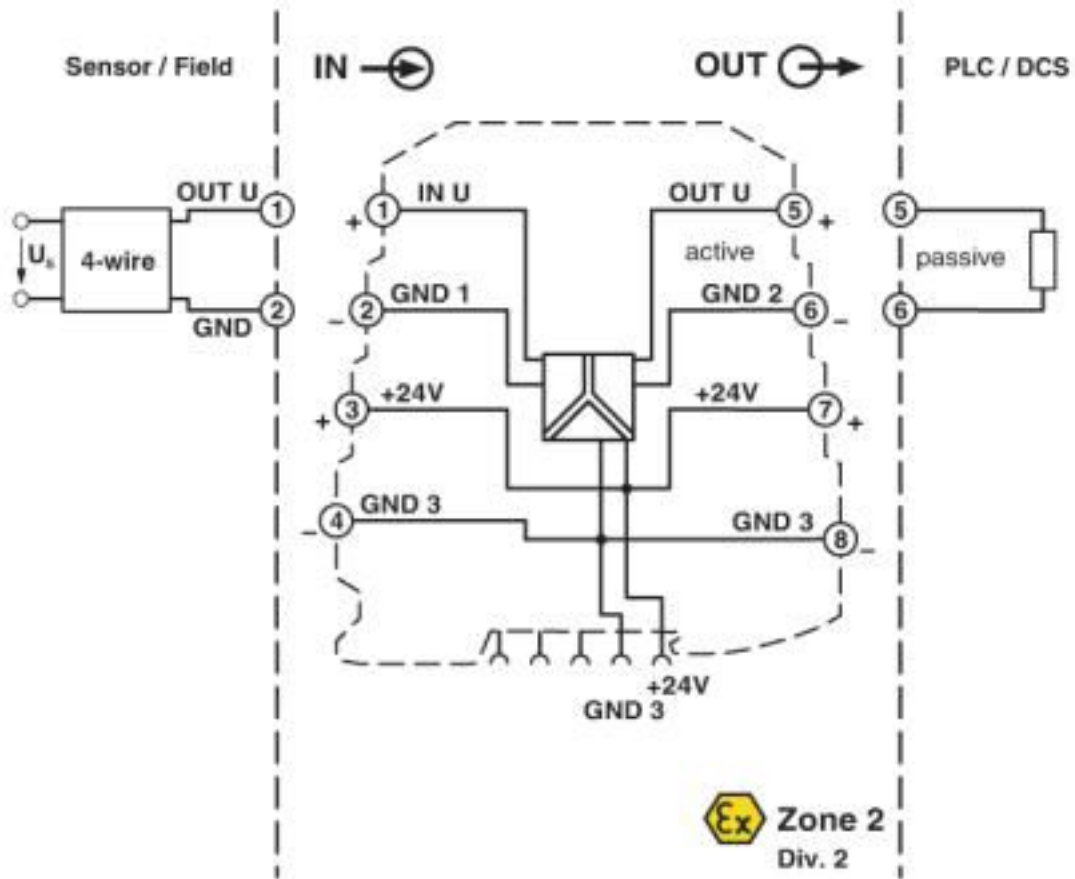 Sensor / Field
IN
OUT
PLC / DCS
OUT U
1
+
1
IN U
OUT U
5
+
5
Us
4-wire
active
passive
GND
2
−
2
GND 1
GND 2
6
−
6
+
3
+24V
+24V
7
+
−
4
GND 3
GND 3
8
−
+24V
GND 3
Ex
Zone 2
Div. 2